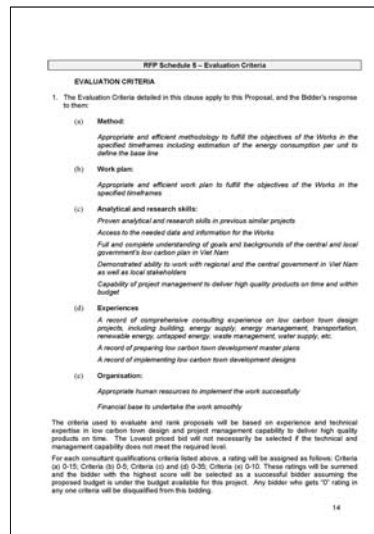 RFP Schedule 5 – Evaluation Criteria
EVALUATION CRITERIA
1. The Evaluation Criteria detailed in this clause apply to this Proposal, and the Bidder's response
to them:
(a) Method:
Appropriate and efficient methodology to fulfill the objectives of the Works in the
specified timeframes including estimation of the energy consumption per unit to
define the base line
(b) Work plan:
Appropriate and efficient work plan to fulfill the objectives of the Works in the
specified timeframes
(c) Analytical and research skills:
Proven analytical and research skills in previous similar projects
Access to the needed data and information for the Works
Full and complete understanding of goals and backgrounds of the central and local
government's low carbon plan in Viet Nam
Demonstrated ability to work with regional and the central government in Viet Nam
as well as local stakeholders
Capability of project management to deliver high quality products on time and within
budget
(d) Experiences
A record of comprehensive consulting experience on low carbon town design
projects, including building, energy supply, energy management, transportation,
renewable energy, untapped energy, waste management, water supply, etc.
A record of preparing low carbon town development master plans
A record of implementing low carbon town development designs
(e) Organisation:
Appropriate human resources to implement the work successfully
Financial base to undertake the work smoothly
The criteria used to evaluate and rank proposals will be based on experience and technical
expertise in low carbon town design and project management capability to deliver high quality
products on time. The Lowest priced bid will not necessarily be selected if the technical and
management capability does not meet the required level.
For each consultant qualifications criteria listed above, a rating will be assigned as follows: Criteria
(a) 0-15; Criteria (b) 0-5; Criteria (c) and (d) 0-35; Criteria (e) 0-10. These ratings will be summed
and the bidder with the highest score will be selected as a successful bidder assuming the
proposed budget is under the budget available for this project. Any bidder who gets "0" rating in
any one criteria will be disqualified from this bidding.
14